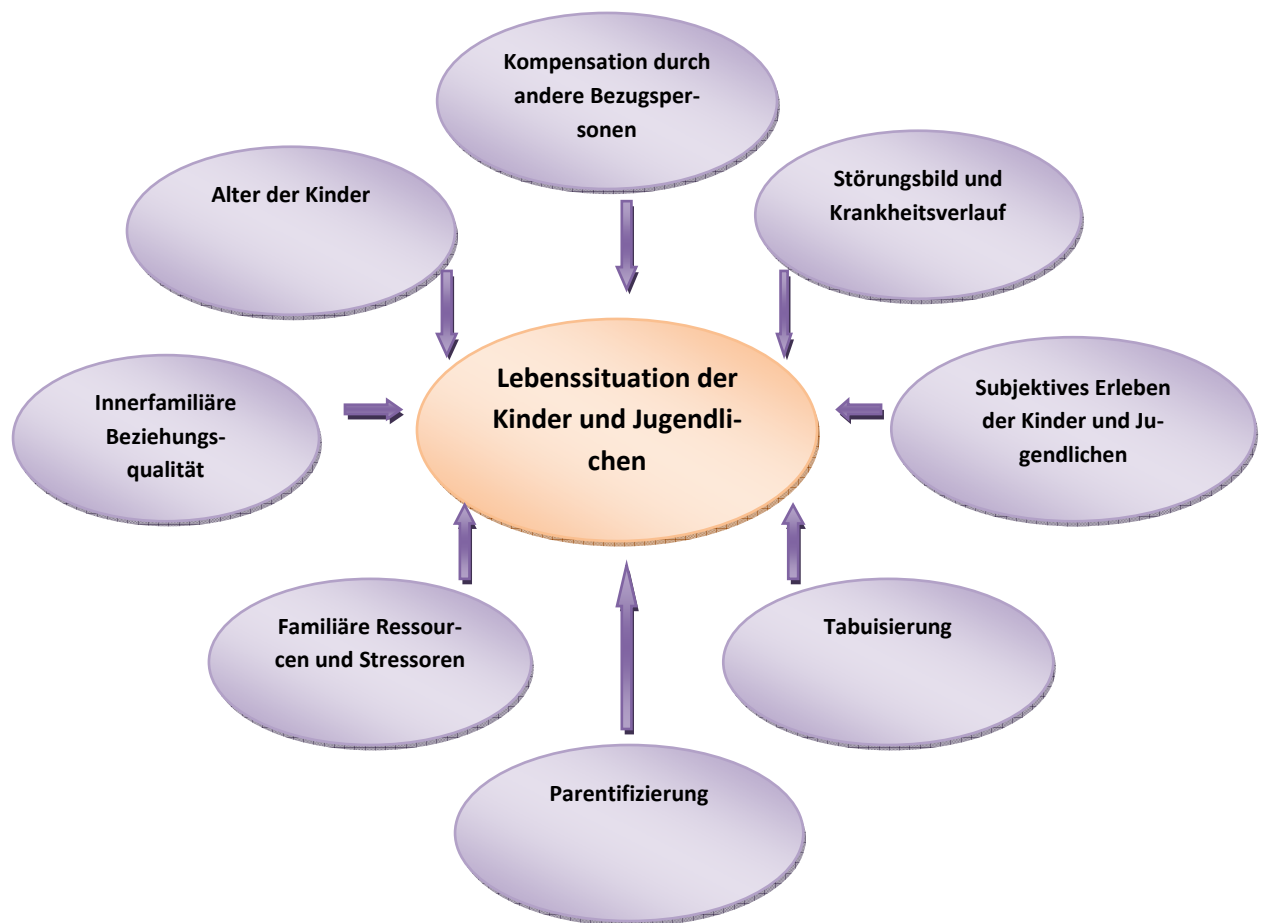 Kompensation durch
andere Bezugsper-
sonen
Alter der Kinder
Störungsbild und
Krankheitsverlauf
Lebenssituation der
Kinder und Jugendli-
chen
Innerfamiliäre
Beziehungs-
qualität
Subjektives Erleben
der Kinder und Ju-
gendlichen
Familiäre Ressour-
cen und Stressoren
Tabuisierung
Parentifizierung